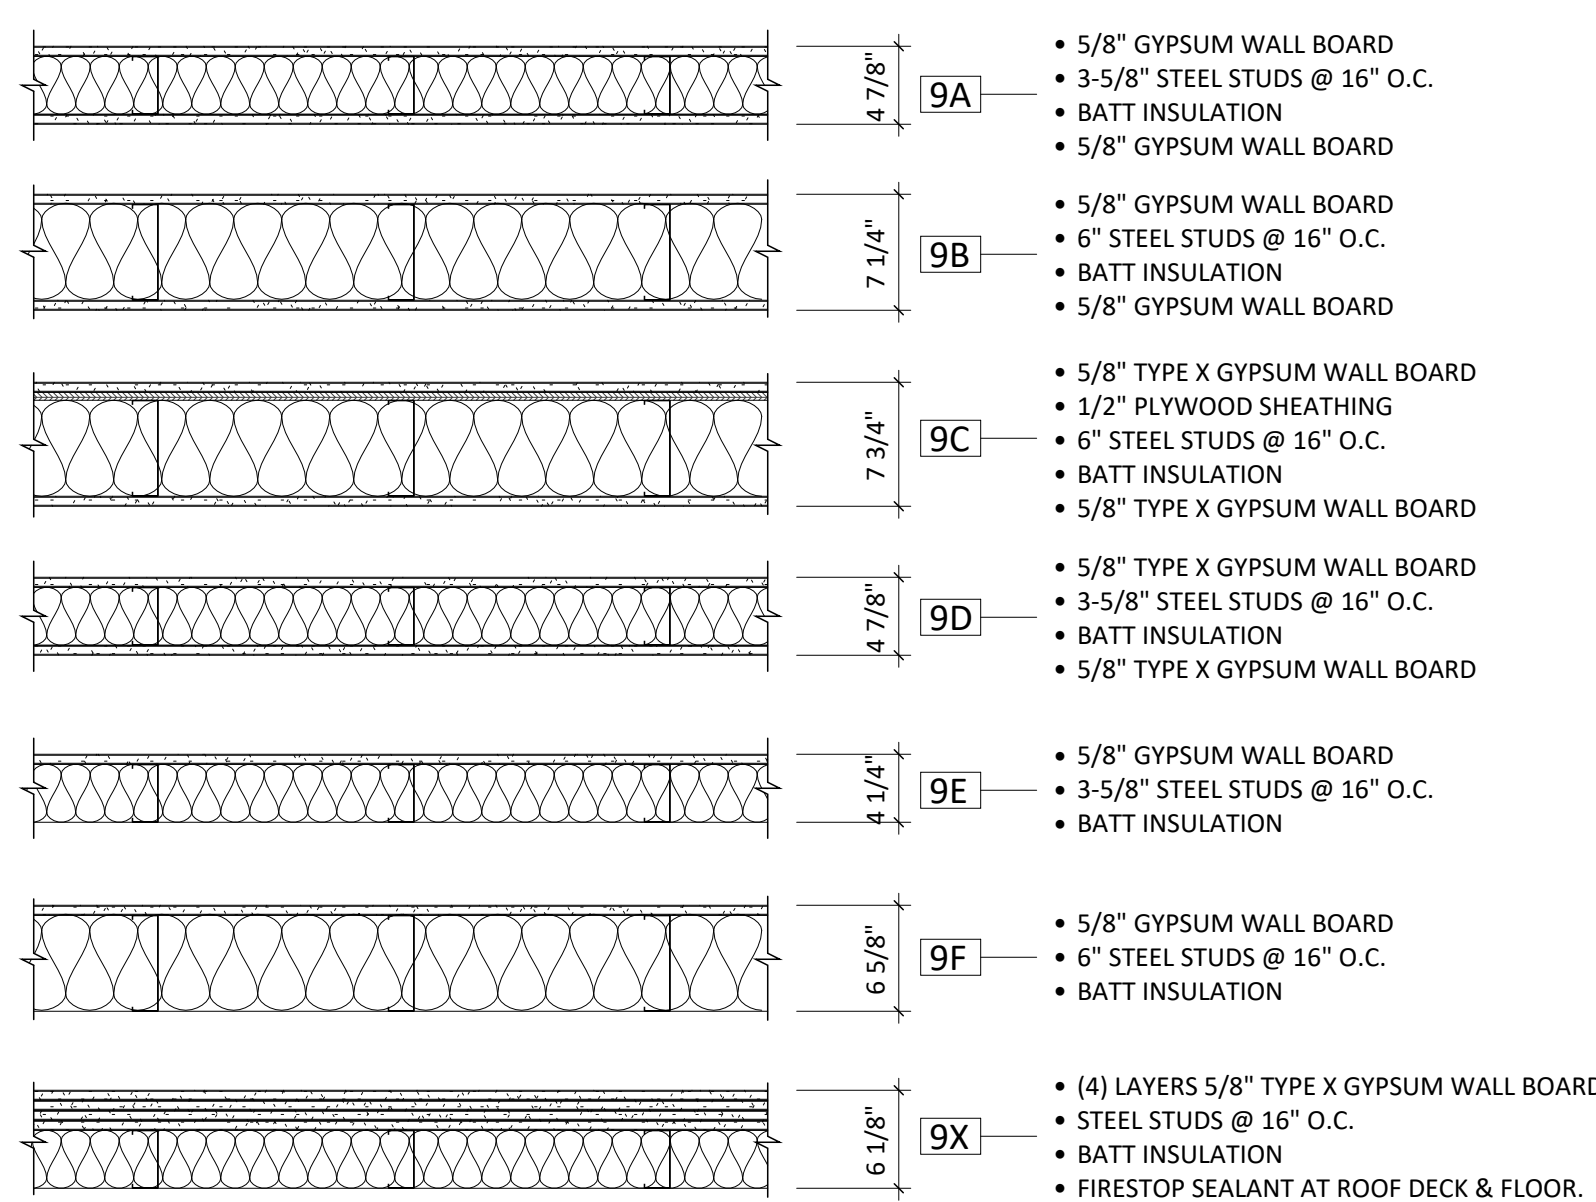 4 7/8"
9A
• 5/8" GYPSUM WALL BOARD
• 3-5/8" STEEL STUDS @ 16" O.C.
• BATT INSULATION
• 5/8" GYPSUM WALL BOARD
7 1/4"
9B
• 5/8" GYPSUM WALL BOARD
• 6" STEEL STUDS @ 16" O.C.
• BATT INSULATION
• 5/8" GYPSUM WALL BOARD
7 3/4"
9C
• 5/8" TYPE X GYPSUM WALL BOARD
• 1/2" PLYWOOD SHEATHING
• 6" STEEL STUDS @ 16" O.C.
• BATT INSULATION
• 5/8" TYPE X GYPSUM WALL BOARD
4 7/8"
9D
• 5/8" TYPE X GYPSUM WALL BOARD
• 3-5/8" STEEL STUDS @ 16" O.C.
• BATT INSULATION
• 5/8" TYPE X GYPSUM WALL BOARD
4 1/4"
9E
• 5/8" GYPSUM WALL BOARD
• 3-5/8" STEEL STUDS @ 16" O.C.
• BATT INSULATION
6 5/8"
9F
• 5/8" GYPSUM WALL BOARD
• 6" STEEL STUDS @ 16" O.C.
• BATT INSULATION
6 1/8"
9X
• (4) LAYERS 5/8" TYPE X GYPSUM WALL BOARD
• STEEL STUDS @ 16" O.C.
• BATT INSULATION
• FIRESTOP SEALANT AT ROOF DECK & FLOOR.